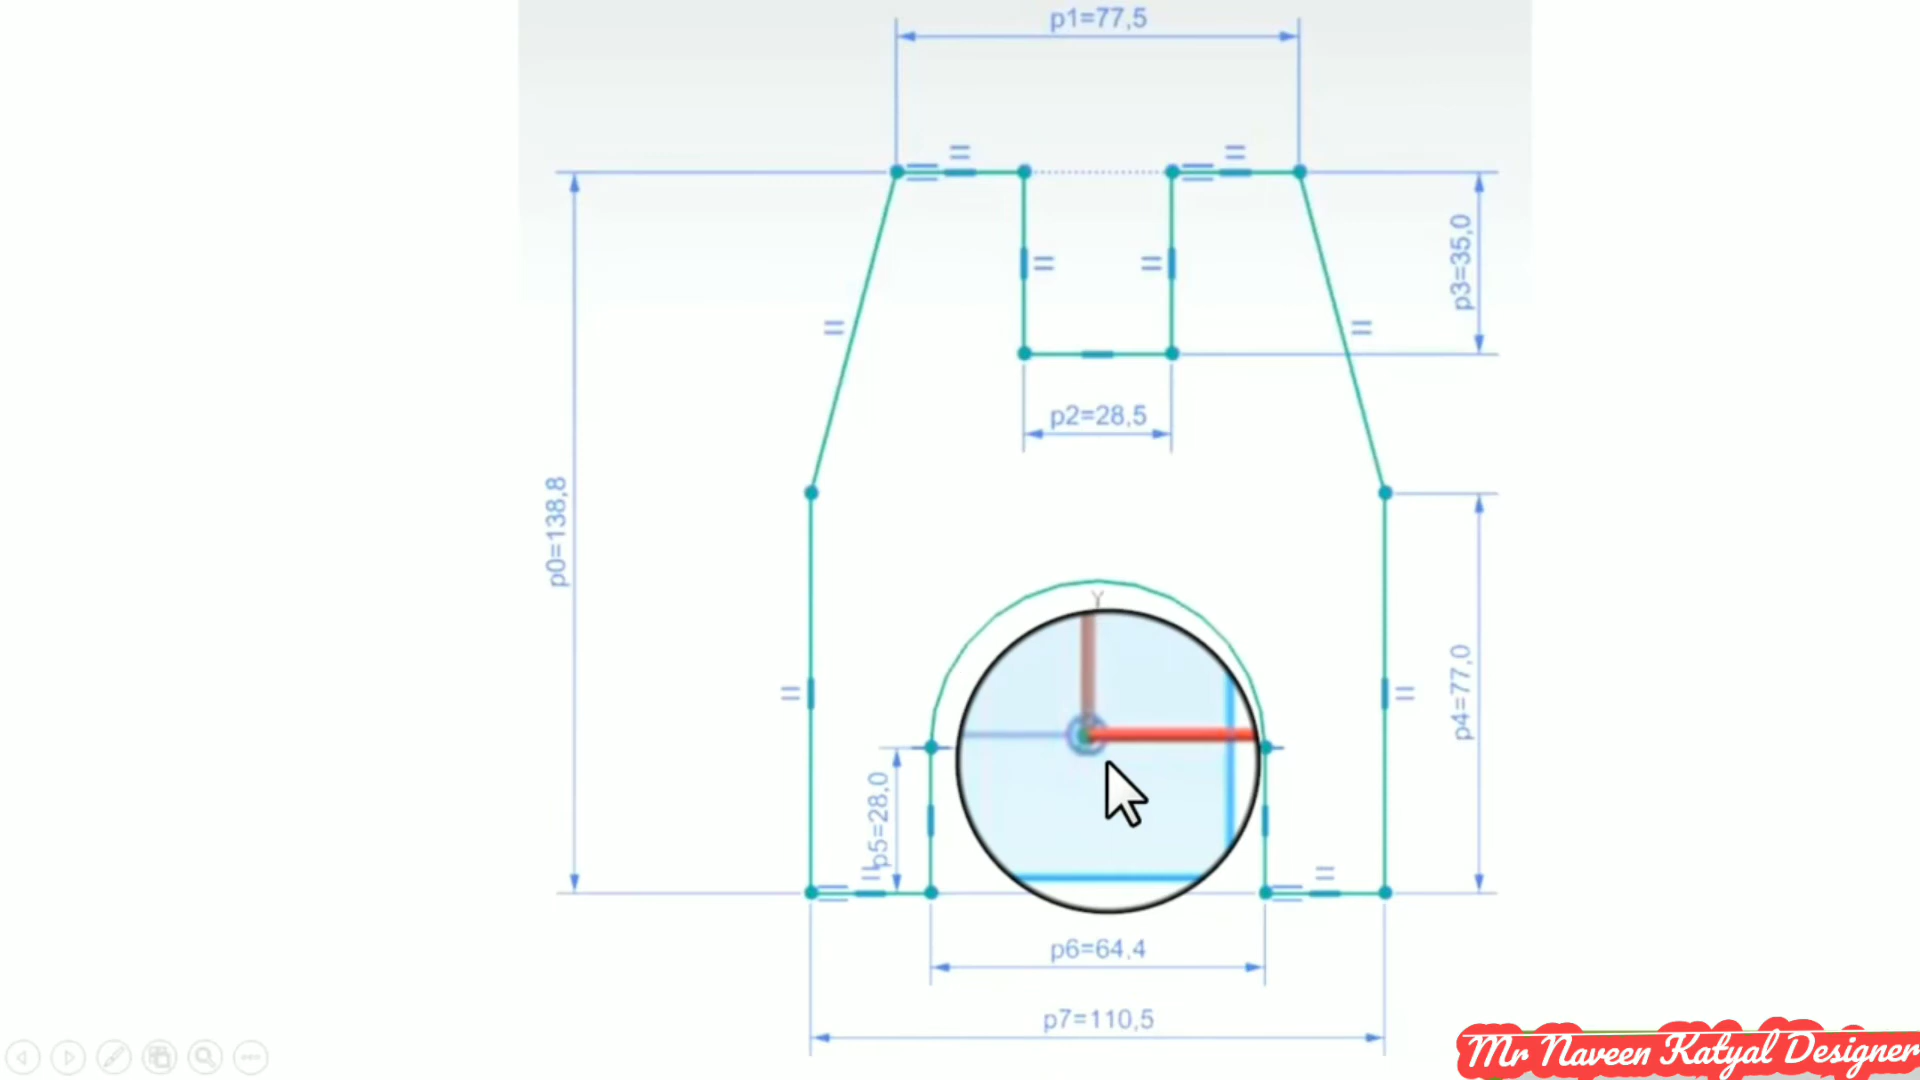 p1=77,5
p3=35,0
p2=28,5
p0=138,8
Y
p4=77,0
p5=28,0
p6=64,4
p7=110,5
Mr Naveen Katyal Designer